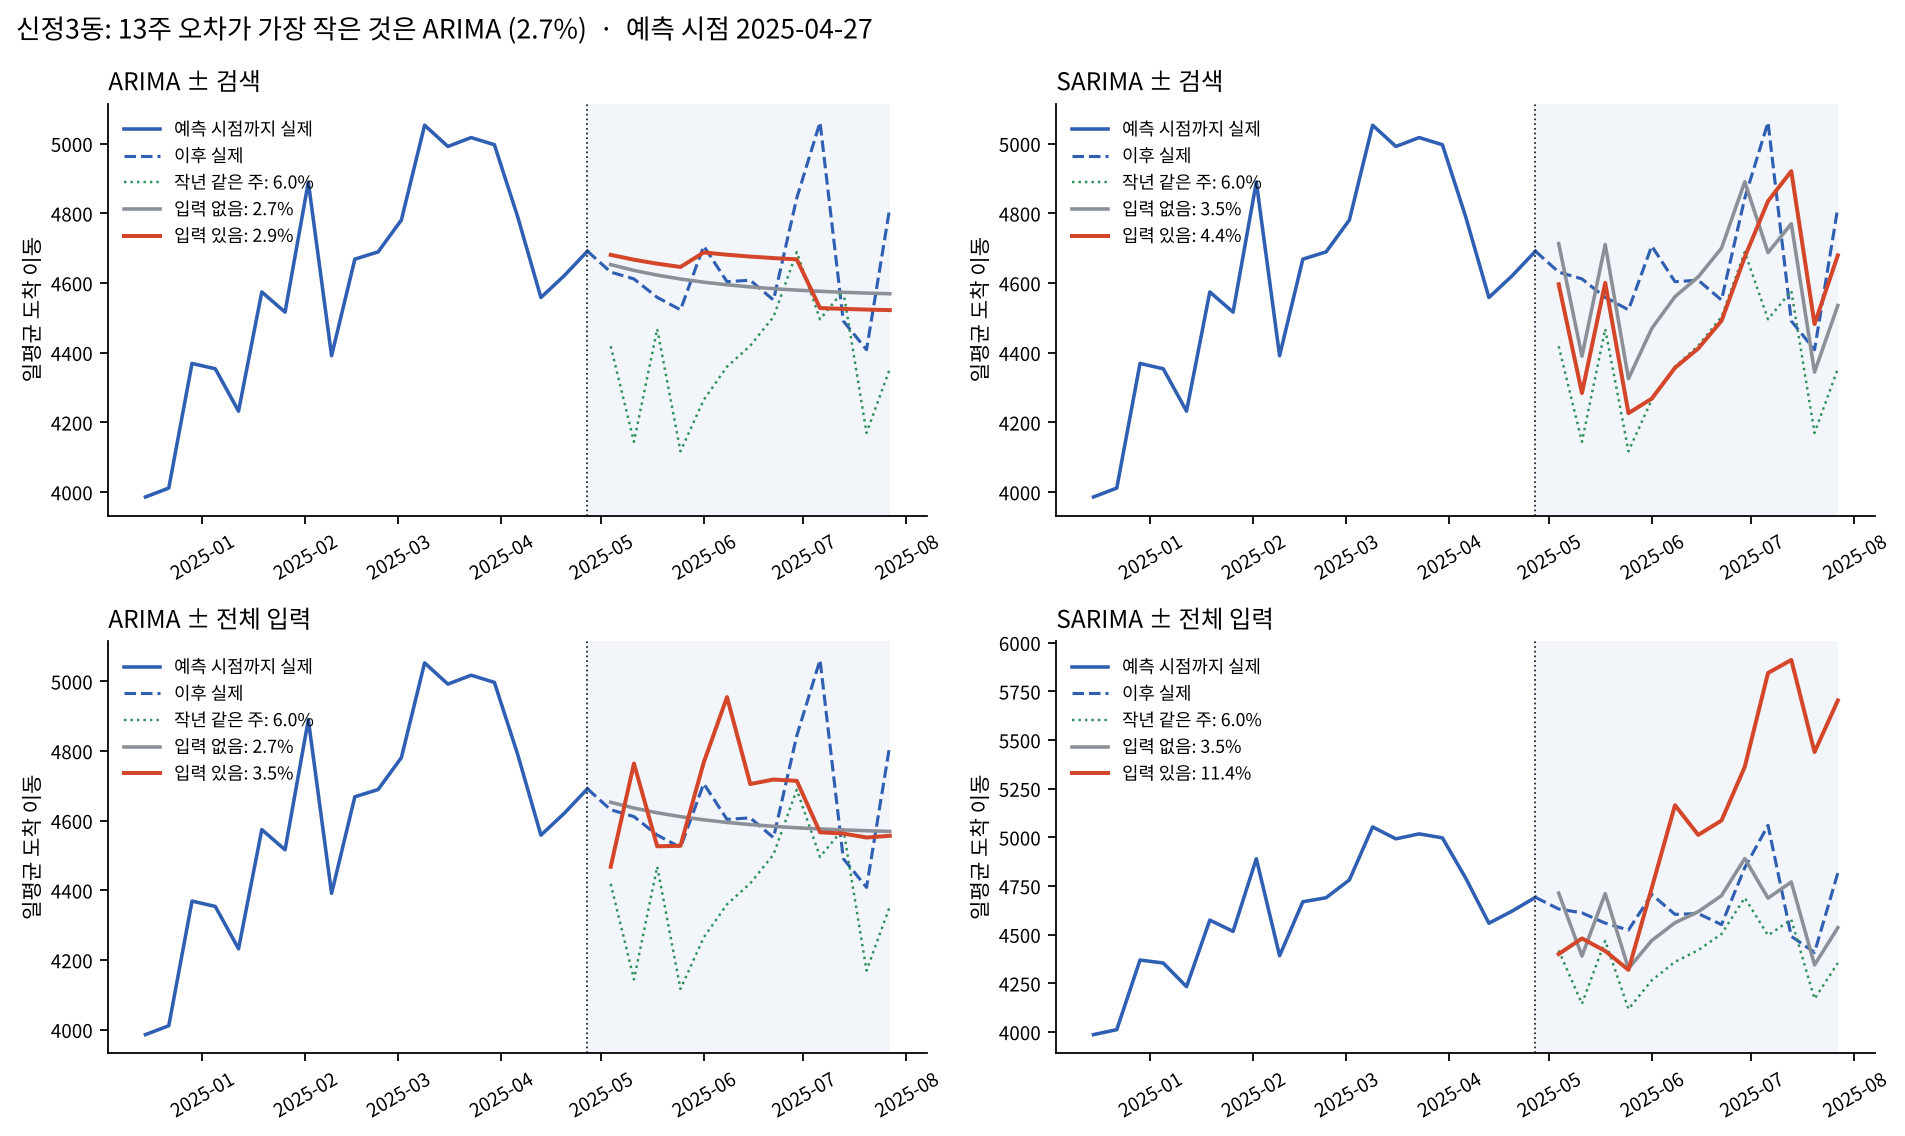 신정3동: 13주 오차가 가장 작은 것은 ARIMA (2.7%) · 예측 시점 2025-04-27
ARIMA ± 검색
예측 시점까지 실제
이후 실제
작년 같은 주: 6.0%
입력 없음: 2.7%
입력 있음: 2.9%
일평균 도착 이동
5000
4800
4600
4400
4200
4000
2025-01
2025-02
2025-03
2025-04
2025-05
2025-06
2025-07
2025-08
SARIMA ± 검색
예측 시점까지 실제
이후 실제
작년 같은 주: 6.0%
입력 없음: 3.5%
입력 있음: 4.4%
일평균 도착 이동
5000
4800
4600
4400
4200
4000
2025-01
2025-02
2025-03
2025-04
2025-05
2025-06
2025-07
2025-08
ARIMA ± 전체 입력
예측 시점까지 실제
이후 실제
작년 같은 주: 6.0%
입력 없음: 2.7%
입력 있음: 3.5%
일평균 도착 이동
5000
4800
4600
4400
4200
4000
2025-01
2025-02
2025-03
2025-04
2025-05
2025-06
2025-07
2025-08
SARIMA ± 전체 입력
예측 시점까지 실제
이후 실제
작년 같은 주: 6.0%
입력 없음: 3.5%
입력 있음: 11.4%
일평균 도착 이동
6000
5750
5500
5250
5000
4750
4500
4250
4000
2025-01
2025-02
2025-03
2025-04
2025-05
2025-06
2025-07
2025-08